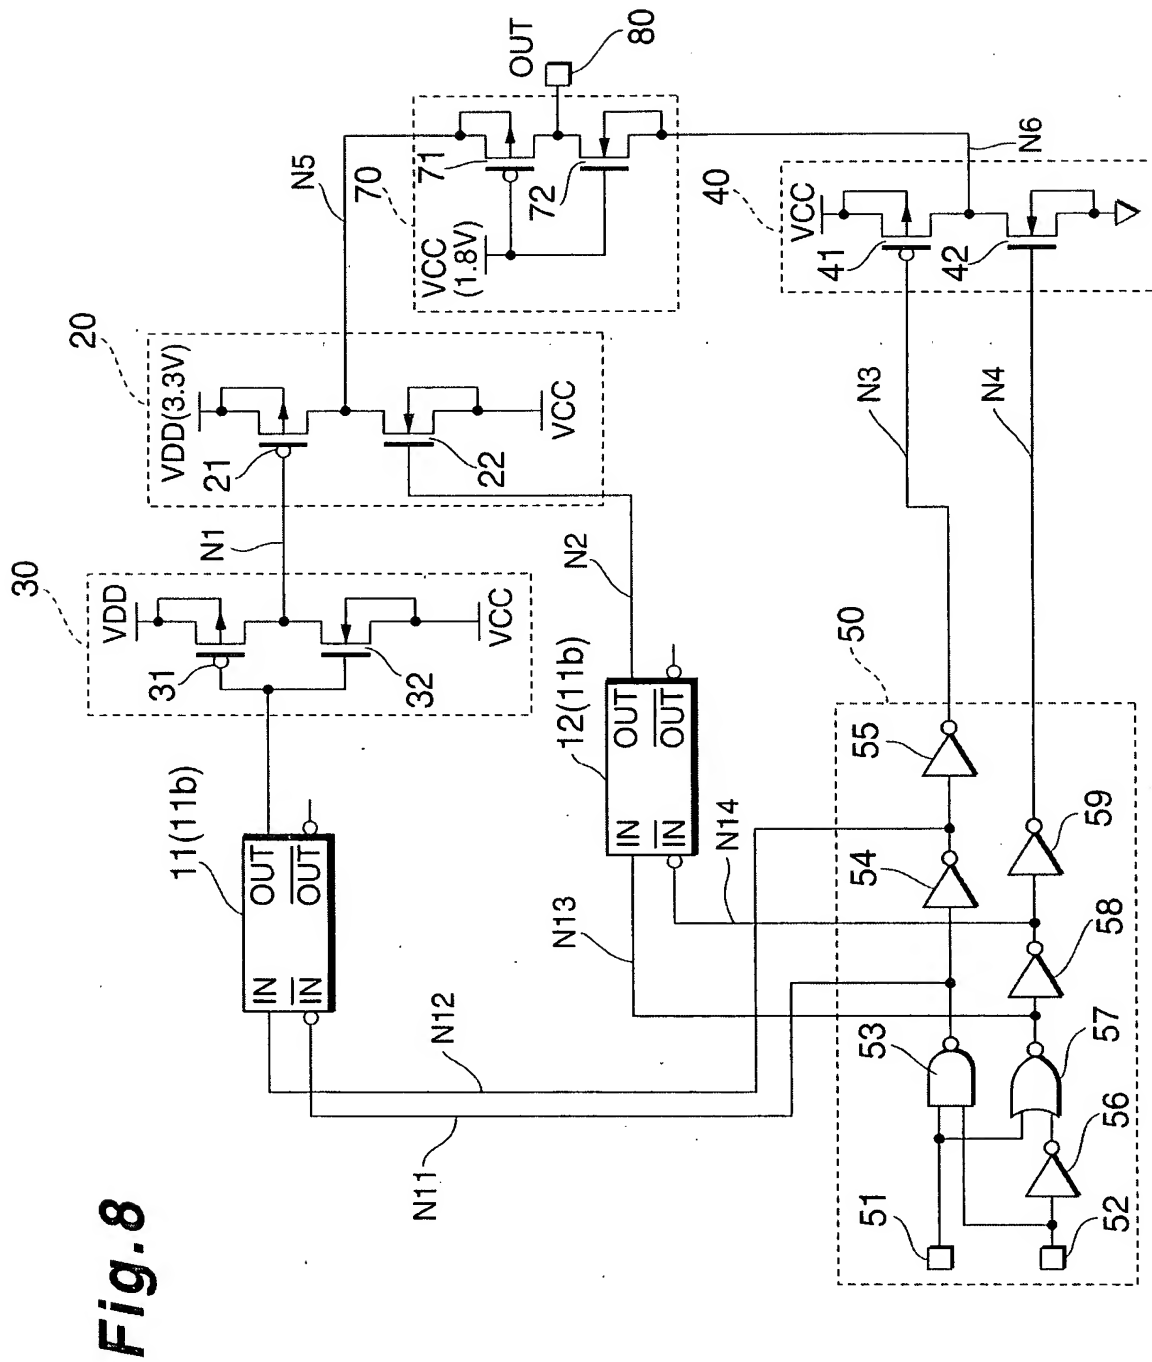 Fig.8
30
VDD
31
32
VCC
N1
20
VDD(3.3V)
21
22
VCC
N5
70
VCC
(1.8V)
71
72
OUT
80
11(11b)
IN
IN
OUT
OUT
N2
12(11b)
IN
IN
OUT
OUT
40
VCC
41
42
N6
N3
N4
N11
N12
N13
N14
50
51
52
53
54
55
56
57
58
59